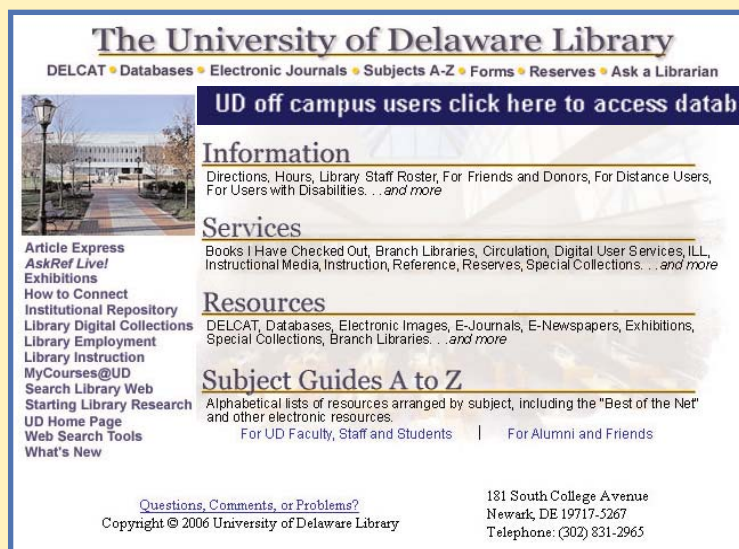 The University of Delaware Library
DELCAT • Databases • Electronic Journals • Subjects A-Z • Forms • Reserves • Ask a Librarian
UD off campus users click here to access datab
Information
Directions, Hours, Library Staff Roster, For Friends and Donors, For Distance Users,
For Users with Disabilities. . .and more
Services
Books I Have Checked Out, Branch Libraries, Circulation, Digital User Services, ILL,
Instructional Media, Instruction, Reference, Reserves, Special Collections. . .and more
Resources
DELCAT, Databases, Electronic Images, E-Journals, E-Newspapers, Exhibitions,
Special Collections, Branch Libraries. . .and more
Subject Guides A to Z
Alphabetical lists of resources arranged by subject, including the "Best of the Net"
and other electronic resources.
For UD Faculty, Staff and Students | For Alumni and Friends
Article Express
AskRef Live!
Exhibitions
How to Connect
Institutional Repository
Library Digital Collections
Library Employment
Library Instruction
MyCourses@UD
Search Library Web
Starting Library Research
UD Home Page
Web Search Tools
What's New
Questions, Comments, or Problems?
Copyright © 2006 University of Delaware Library
181 South College Avenue
Newark, DE 19717-5267
Telephone: (302) 831-2965